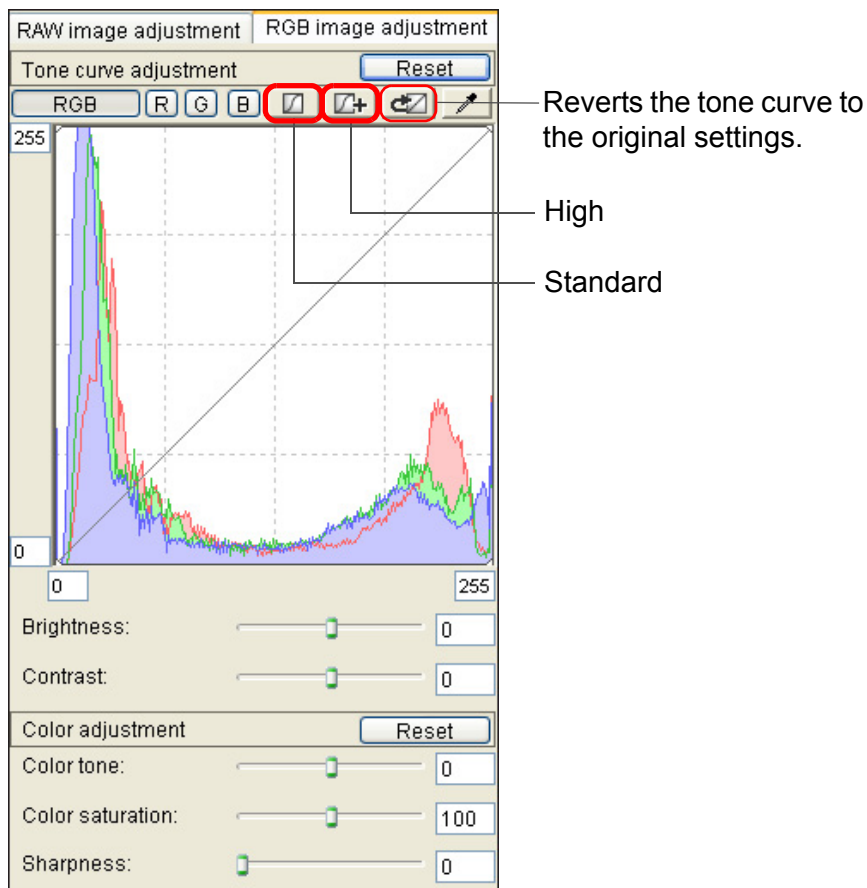 RAW image adjustment RGB image adjustment
Tone curve adjustment Reset
RGB R G B
Reverts the tone curve to
the original settings.
255
High
Standard
0
0 255
Brightness: 0
Contrast: 0
Color adjustment Reset
Color tone: 0
Color saturation: 100
Sharpness: 0